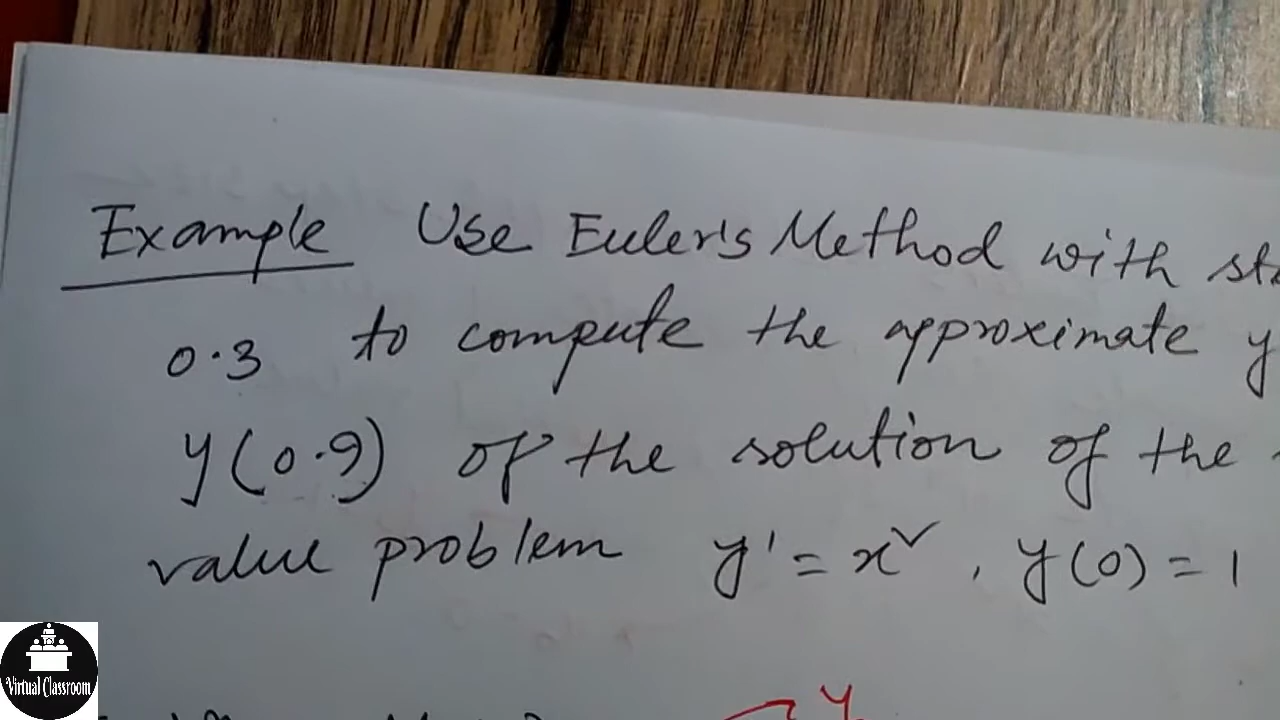 Example Use Euler's Method with
0.3 to compute the approximate y
y(0.9) of the solution of the
value problem y' = x², y(0) = 1
y
Virtual Classroom